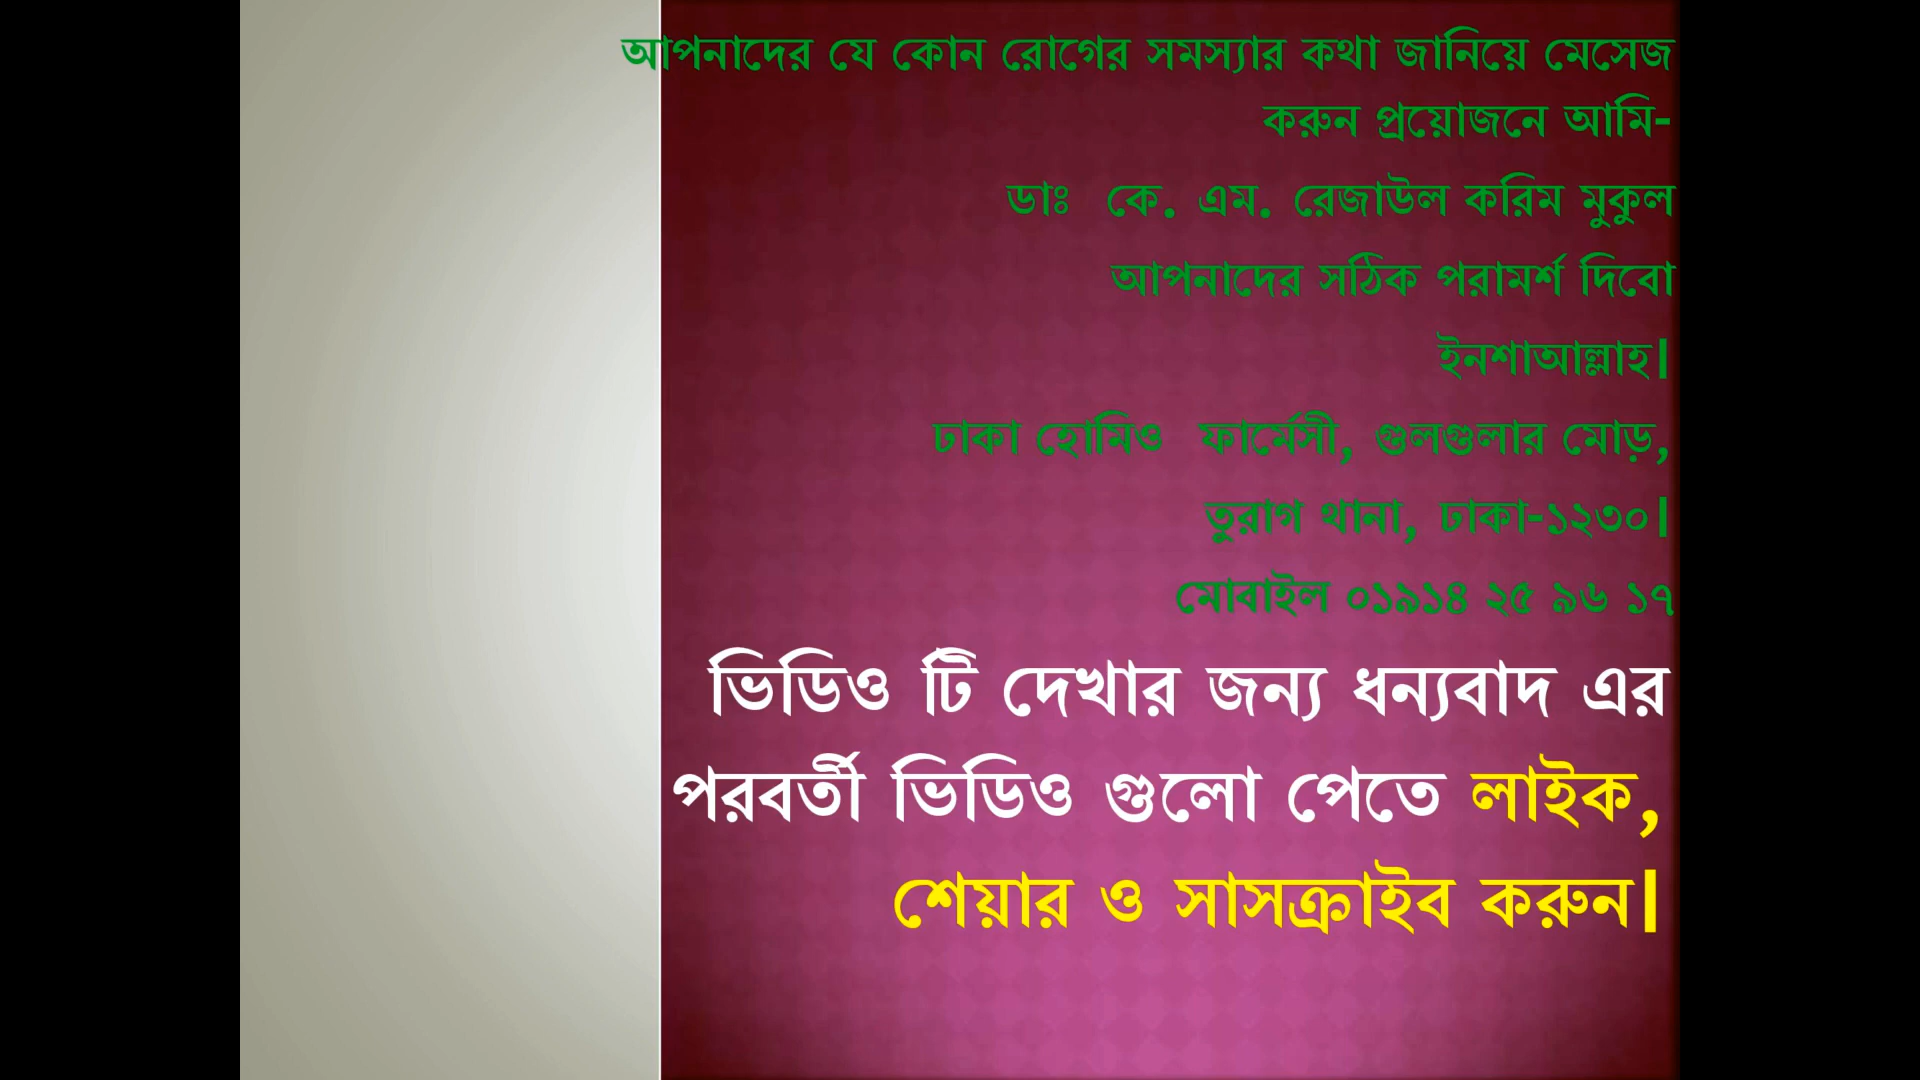 আপনাদের যে কোন রোগের সমস্যার কথা জানিয়ে মেসেজ
করুন প্রয়োজনে আমি-
ডাঃ কে. এম. রেজাউল করিম মুকুল
আপনাদের সঠিক পরামর্শ দিবো
ইনশাআল্লাহ।
ঢাকা হোমিও ফার্মেসী, গুলগুলার মোড়,
তুরাগ থানা, ঢাকা-১২৩০।
মোবাইল ০১৯১৪ ২৫ ৯৬ ১৭
ভিডিও টি দেখার জন্য ধন্যবাদ এর
পরবর্তী ভিডিও গুলো পেতে লাইক,
শেয়ার ও সাসক্রাইব করুন।